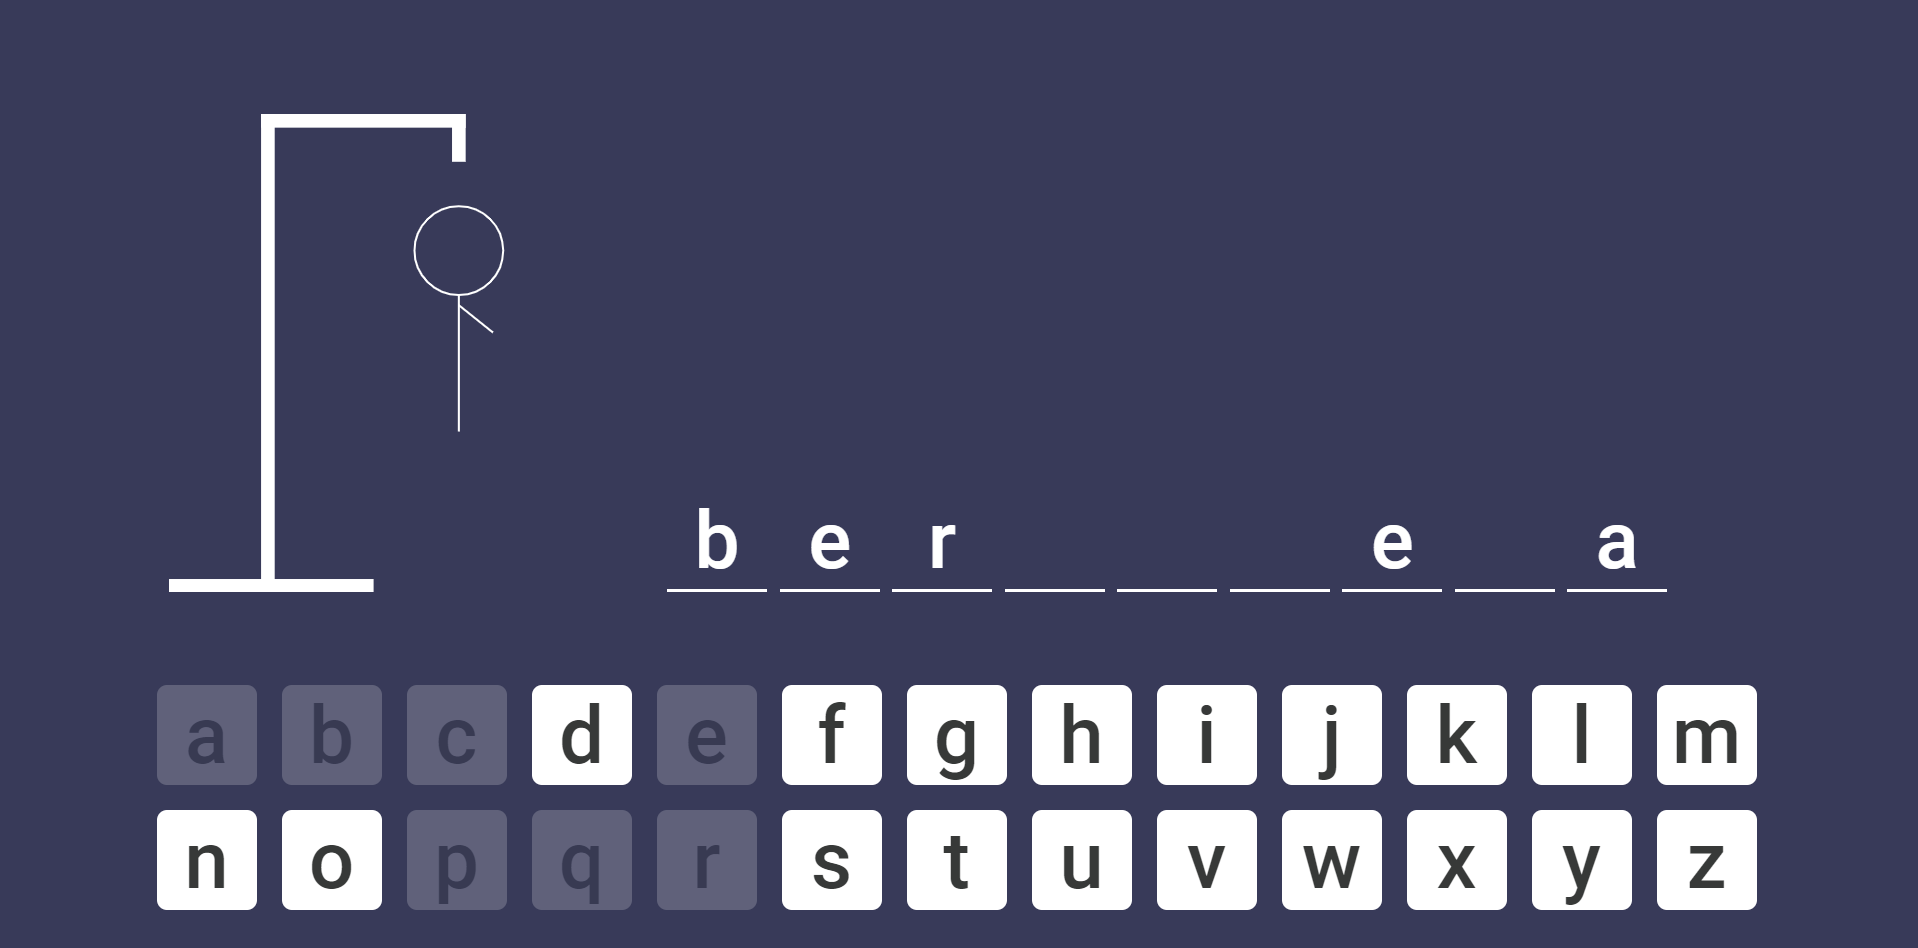 b e r _ _ _ e _ a
a b c d e f g h i j k l m
n o p q r s t u v w x y z